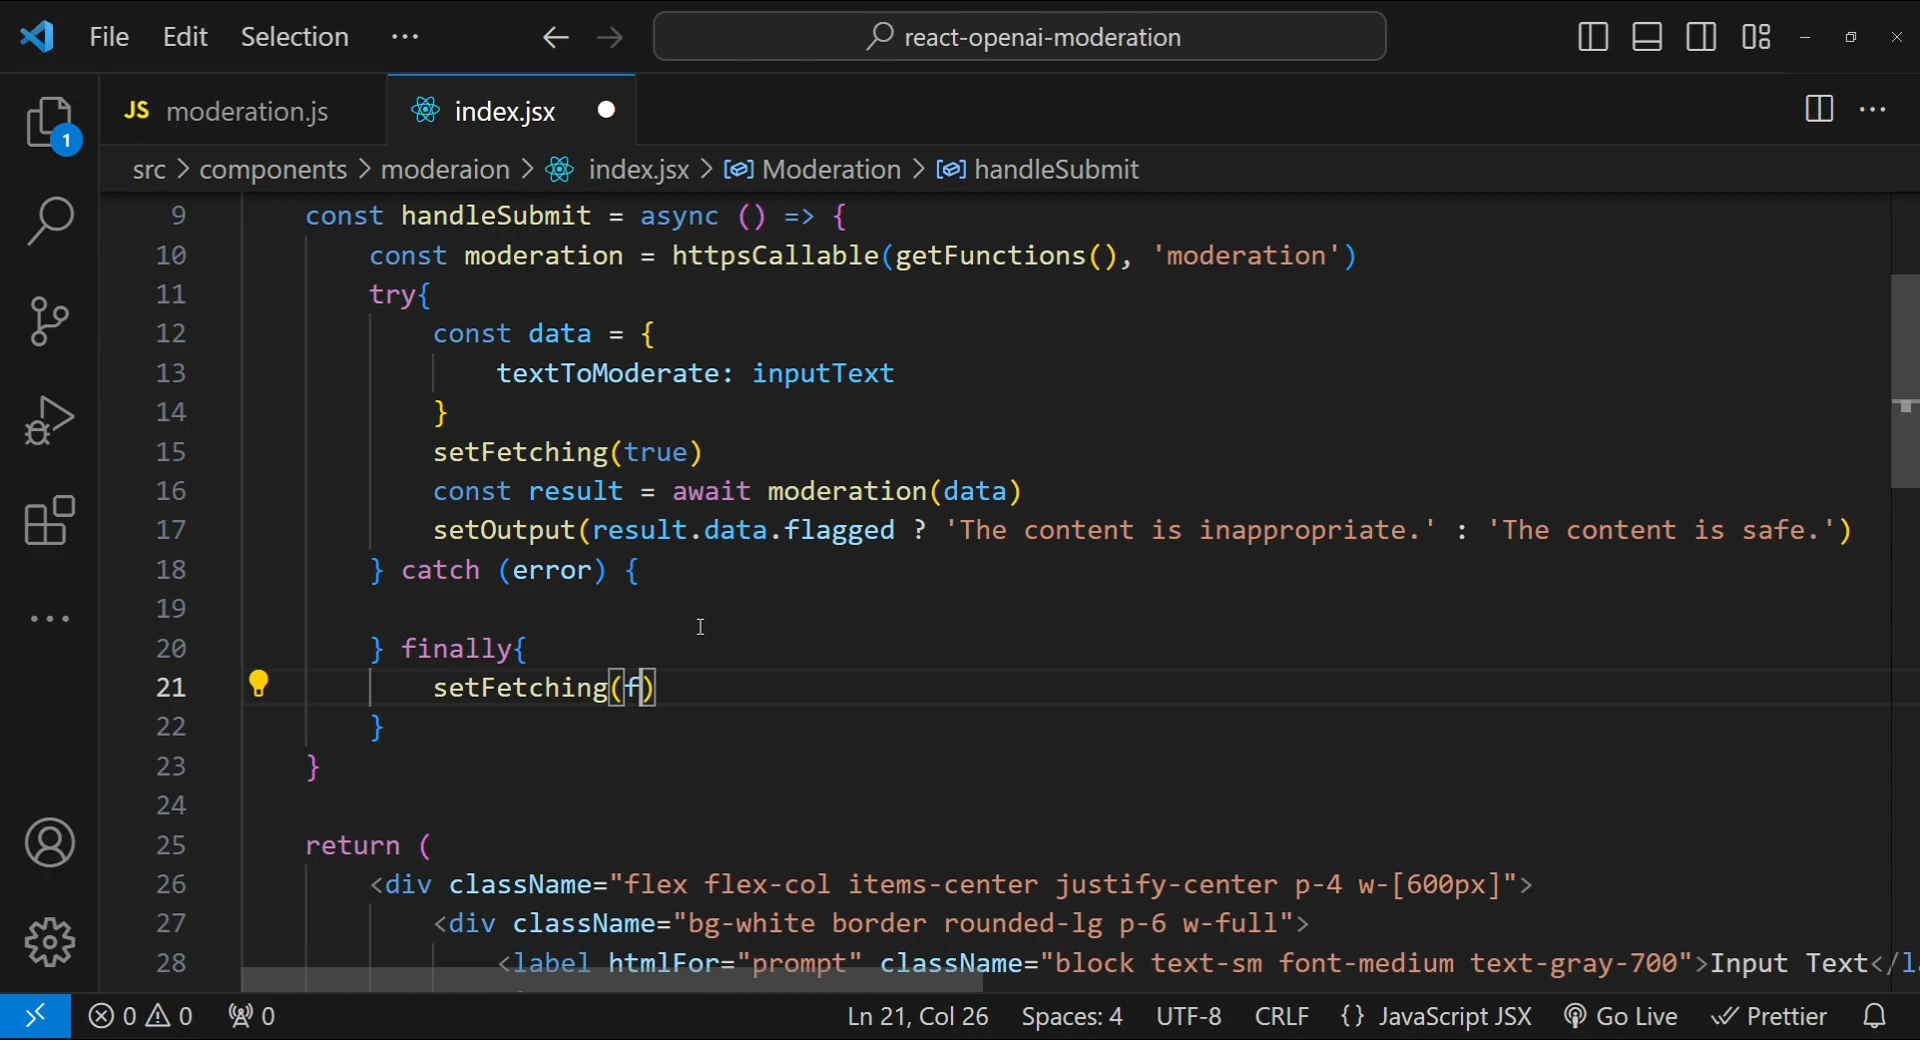 File Edit Selection ··· react-openai-moderation
JS moderation.js index.jsx
src > components > moderaion > index.jsx > Moderation > handleSubmit
9 const handleSubmit = async () => {
10 const moderation = httpsCallable(getFunctions(), 'moderation')
11 try{
12 const data = {
13 textToModerate: inputText
14 }
15 setFetching(true)
16 const result = await moderation(data)
17 setOutput(result.data.flagged ? 'The content is inappropriate.' : 'The content is safe.')
18 } catch (error) {
19
20 } finally{
21 setFetching(f)
22 }
23 }
24
25 return (
26 <div className="flex flex-col items-center justify-center p-4 w-[600px]">
27 <div className="bg-white border rounded-lg p-6 w-full">
28 <label htmlFor="prompt" className="block text-sm font-medium text-gray-700">Input Text</la
1
0 0 0 Ln 21, Col 26 Spaces: 4 UTF-8 CRLF {} JavaScript JSX Go Live Prettier